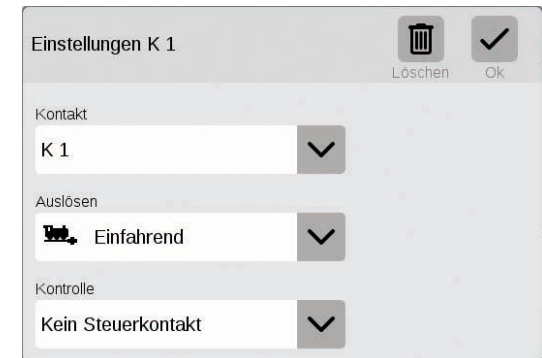 Einstellungen K 1
Löschen
Ok
Kontakt
K 1
Auslösen
Einfahrend
Kontrolle
Kein Steuerkontakt